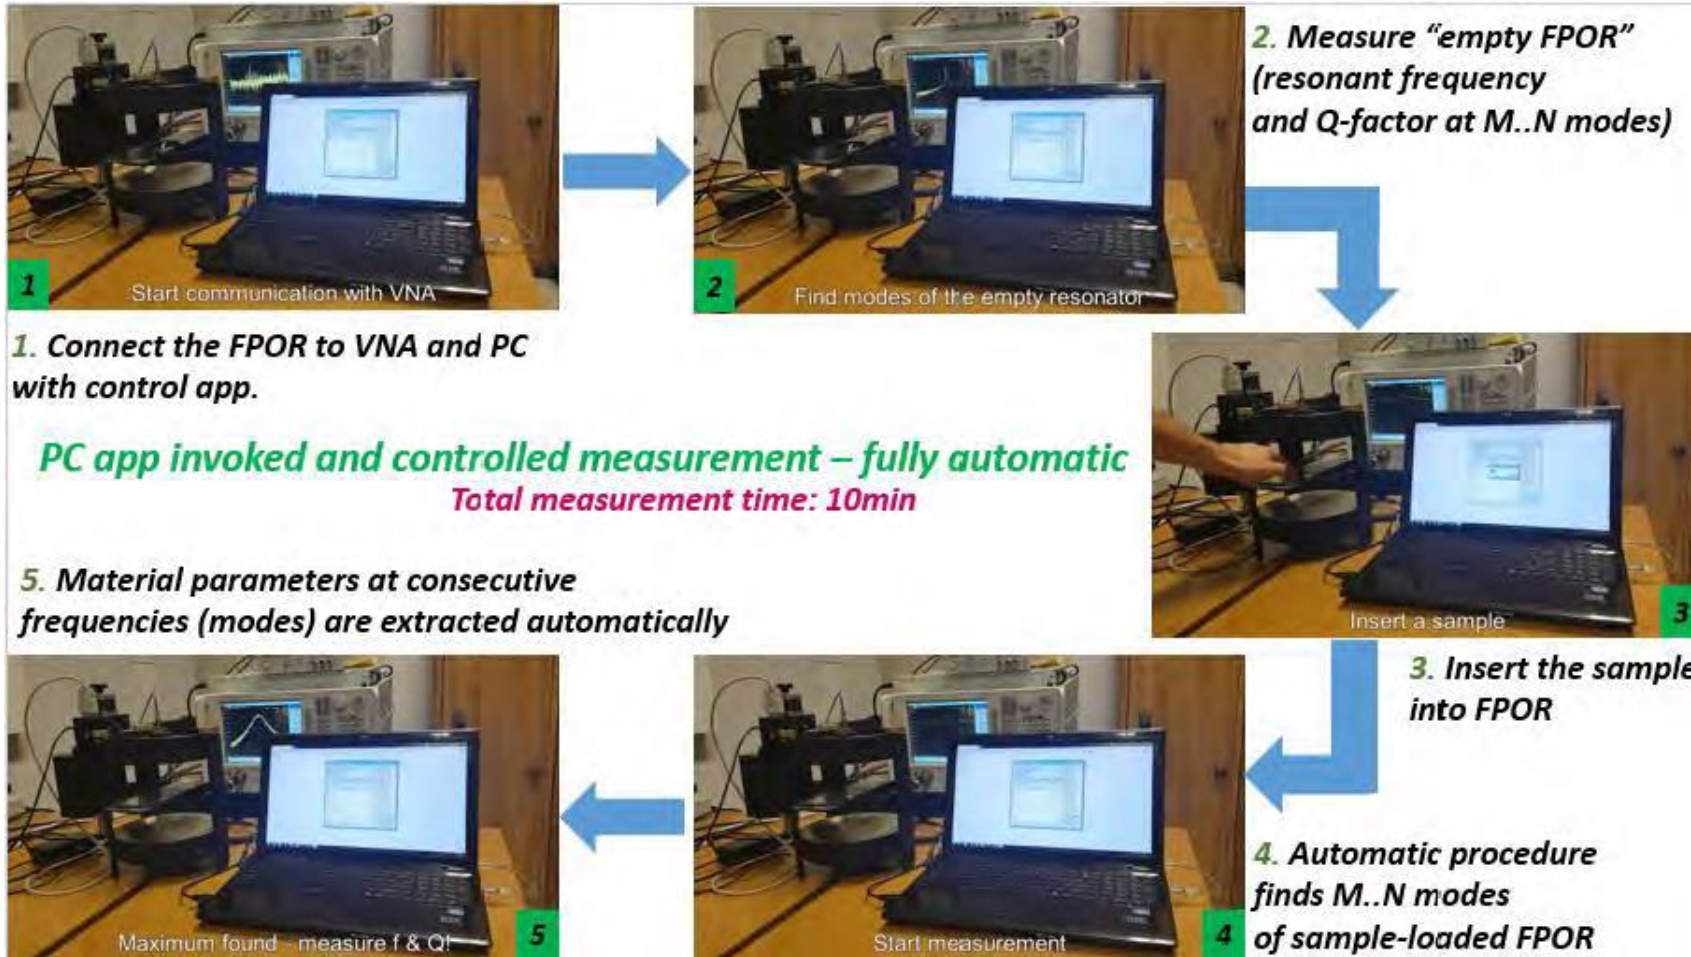 1
Start communication with VNA
2
Find modes of the empty resonator
2. Measure “empty FPOR”
(resonant frequency
and Q-factor at M..N modes)
1. Connect the FPOR to VNA and PC
with control app.
PC app invoked and controlled measurement – fully automatic
Total measurement time: 10min
3
Insert a sample
3. Insert the sample
into FPOR
5. Material parameters at consecutive
frequencies (modes) are extracted automatically
Maximum found - measure f & Q!
5
Start measurement
4
4. Automatic procedure
finds M..N modes
of sample-loaded FPOR